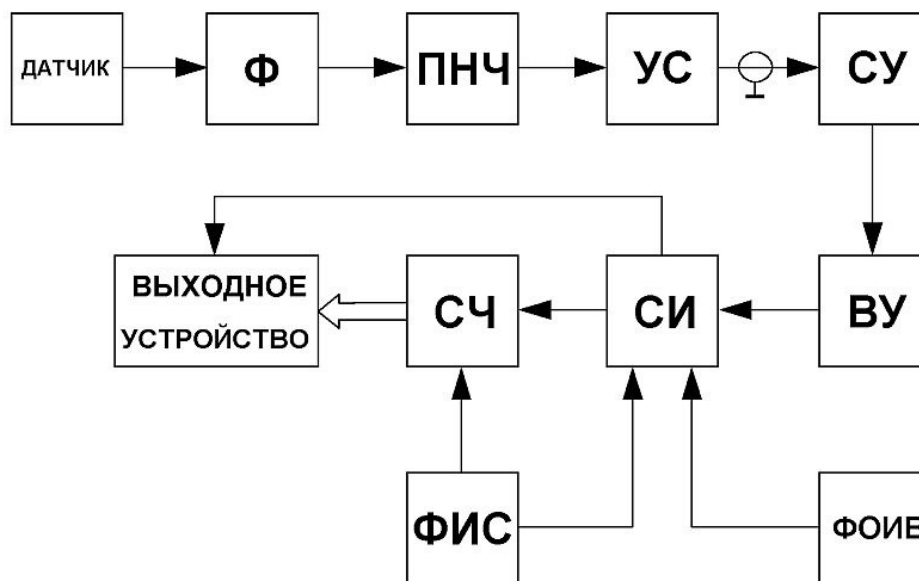 ДАТЧИК
Ф
ПНЧ
УС
СУ
ВЫХОДНОЕ
УСТРОЙСТВО
СЧ
СИ
ВУ
ФИС
ФОИЕ